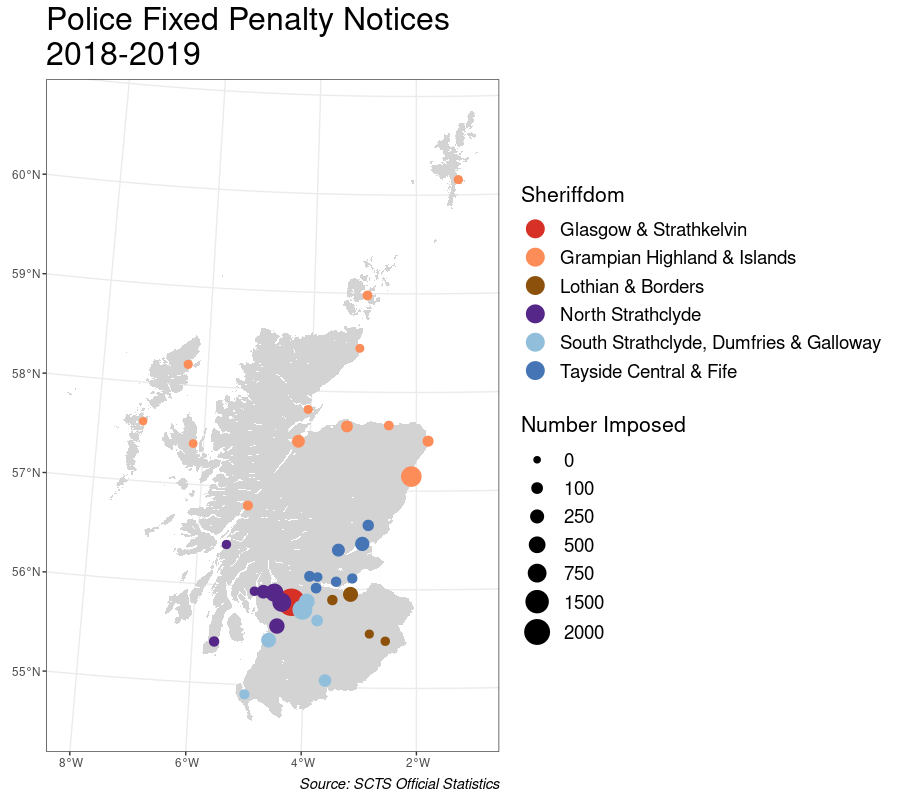 Police Fixed Penalty Notices
2018-2019
60°N
59°N
58°N
57°N
56°N
55°N
8°W
6°W
4°W
2°W
Source: SCTS Official Statistics
Sheriffdom
Glasgow & Strathkelvin
Grampian Highland & Islands
Lothian & Borders
North Strathclyde
South Strathclyde, Dumfries & Galloway
Tayside Central & Fife
Number Imposed
0
100
250
500
750
1500
2000